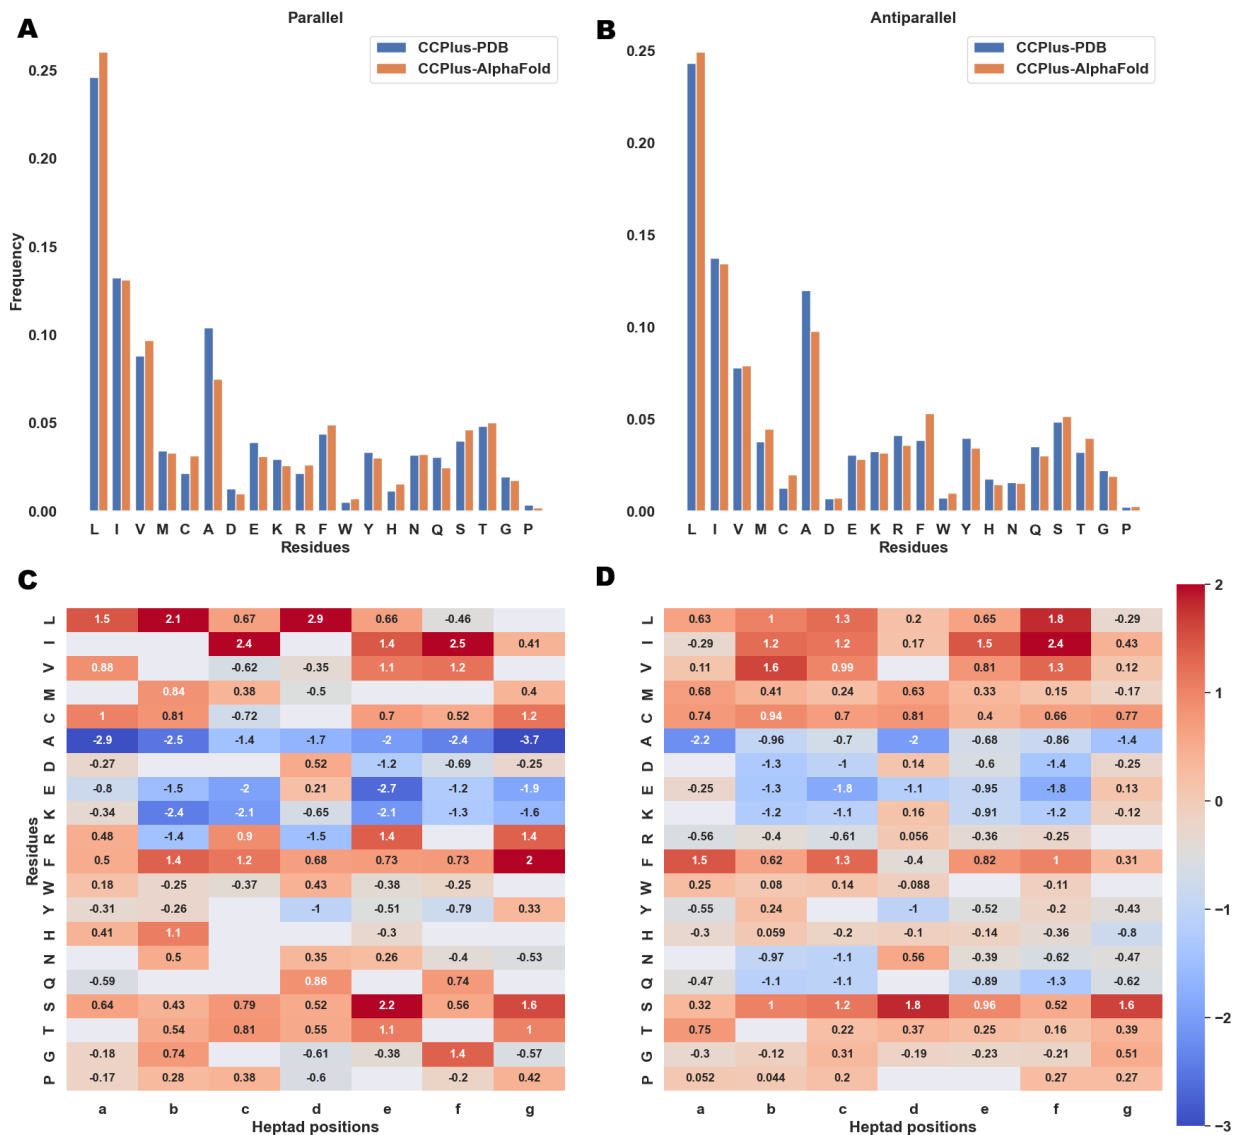 A
Parallel
CCPlus-PDB
CCPlus-AlphaFold
0.25
0.20
0.15
0.10
0.05
0.00
Frequency
L I V M C A D E K R F W Y H N Q S T G P
Residues
B
Antiparallel
CCPlus-PDB
CCPlus-AlphaFold
0.25
0.20
0.15
0.10
0.05
0.00
L I V M C A D E K R F W Y H N Q S T G P
Residues
C
Residues
L 1.5 2.1 0.67 2.9 0.66 -0.46
I 2.4 1.4 2.5 0.41
V 0.88 -0.62 -0.35 1.1 1.2
M 0.84 0.38 -0.5 0.4
C 1 0.81 -0.72 0.7 0.52 1.2
A -2.9 -2.5 -1.4 -1.7 -2 -2.4 -3.7
D -0.27 0.52 -1.2 -0.69 -0.25
E -0.8 -1.5 -2 0.21 -2.7 -1.2 -1.9
K -0.34 -2.4 -2.1 -0.65 -2.1 -1.3 -1.6
R 0.48 -1.4 0.9 -1.5 1.4 1.4
F 0.5 1.4 1.2 0.68 0.73 0.73 2
W 0.18 -0.25 -0.37 0.43 -0.38 -0.25
Y -0.31 -0.26 -1 -0.51 -0.79 0.33
H 0.41 1.1 -0.3
N 0.5 0.35 0.26 -0.4 -0.53
Q -0.59 0.86 0.74
S 0.64 0.43 0.79 0.52 2.2 0.56 1.6
T 0.54 0.81 0.55 1.1 1
G -0.18 0.74 -0.61 -0.38 1.4 -0.57
P -0.17 0.28 0.38 -0.6 -0.2 0.42
a b c d e f g
Heptad positions
D
L 0.63 1 1.3 0.2 0.65 1.8 -0.29
I -0.29 1.2 1.2 0.17 1.5 2.4 0.43
V 0.11 1.6 0.99 0.81 1.3 0.12
M 0.68 0.41 0.24 0.63 0.33 0.15 -0.17
C 0.74 0.94 0.7 0.81 0.4 0.66 0.77
A -2.2 -0.96 -0.7 -2 -0.68 -0.86 -1.4
D -1.3 -1 0.14 -0.6 -1.4 -0.25
E -0.25 -1.3 -1.8 -1.1 -0.95 -1.8 0.13
K -1.2 -1.1 0.16 -0.91 -1.2 -0.12
R -0.56 -0.4 -0.61 0.056 -0.36 -0.25
F 1.5 0.62 1.3 -0.4 0.82 1 0.31
W 0.25 0.08 0.14 -0.088 -0.11
Y -0.55 0.24 -1 -0.52 -0.2 -0.43
H -0.3 0.059 -0.2 -0.1 -0.14 -0.36 -0.8
N -0.97 -1.1 0.56 -0.39 -0.62 -0.47
Q -0.47 -1.1 -1.1 -0.89 -1.3 -0.62
S 0.32 1 1.2 1.8 0.96 0.52 1.6
T 0.75 0.22 0.37 0.25 0.16 0.39
G -0.3 -0.12 0.31 -0.19 -0.23 -0.21 0.51
P 0.052 0.044 0.2 0.27 0.27
a b c d e f g
Heptad positions
2
1
0
−1
−2
−3